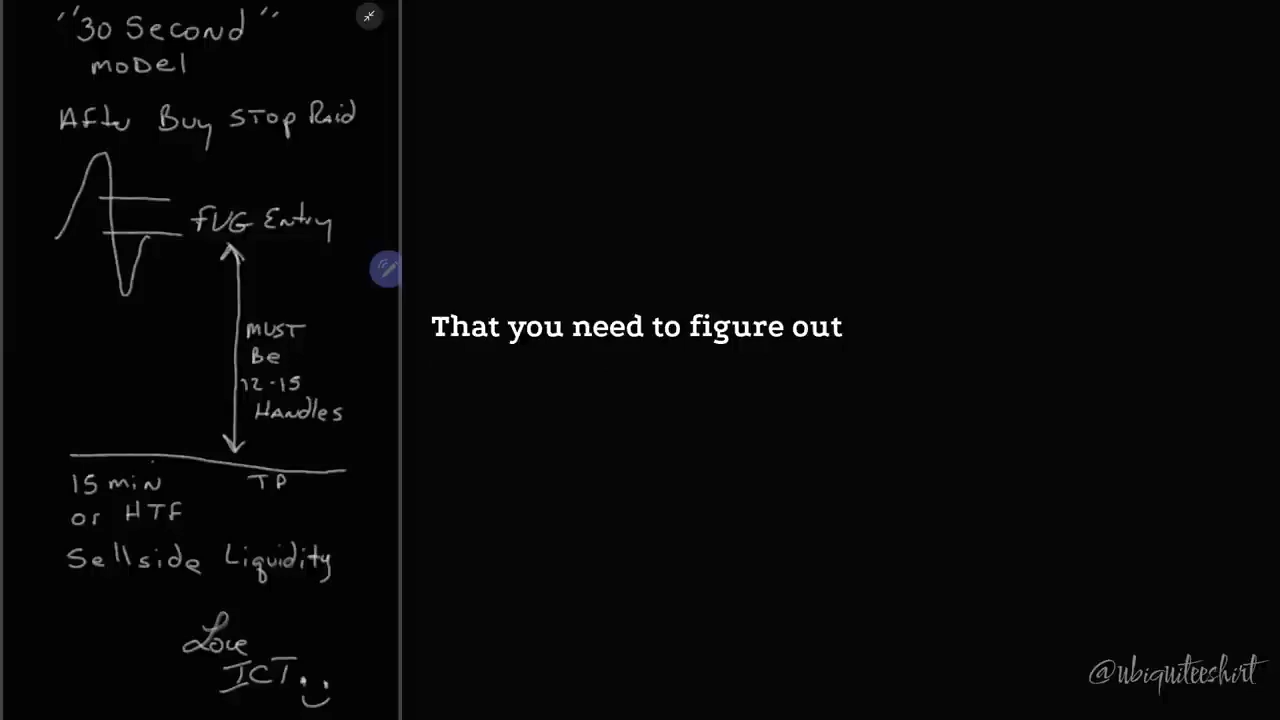 "30 Second"
model
After Buy Stop Raid
FVG Entry
MUST
Be
12-15
Handles
15 min
or HTF
TP
Sellside Liquidity
Love
ICT
That you need to figure out
@ubiquiteeshirt